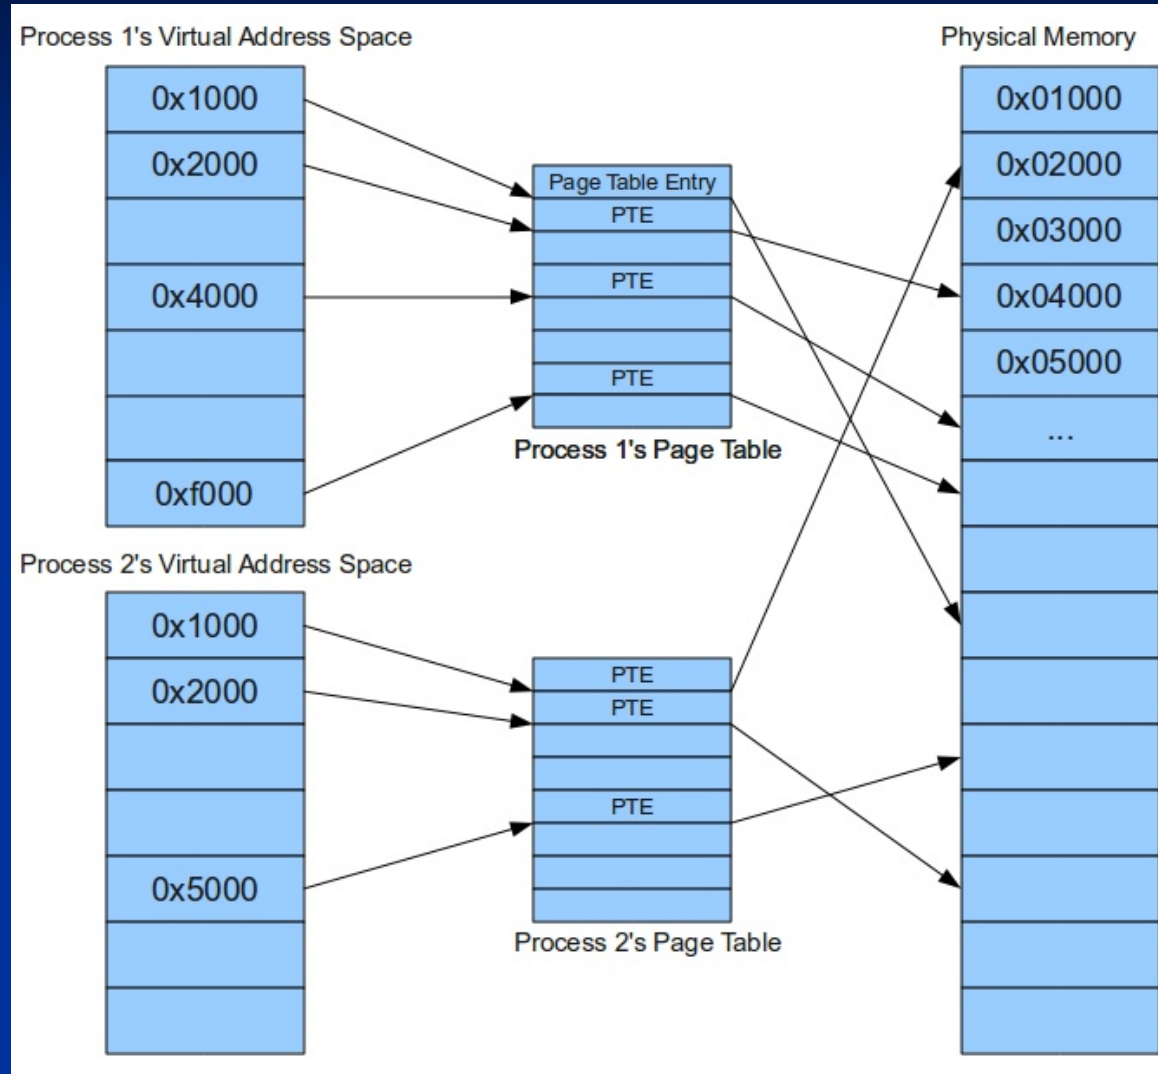 Process 1's Virtual Address Space
0x1000
0x2000
0x4000
0xf000
Page Table Entry
PTE
PTE
PTE
Process 1's Page Table
Physical Memory
0x01000
0x02000
0x03000
0x04000
0x05000
...
Process 2's Virtual Address Space
0x1000
0x2000
0x5000
PTE
PTE
PTE
Process 2's Page Table